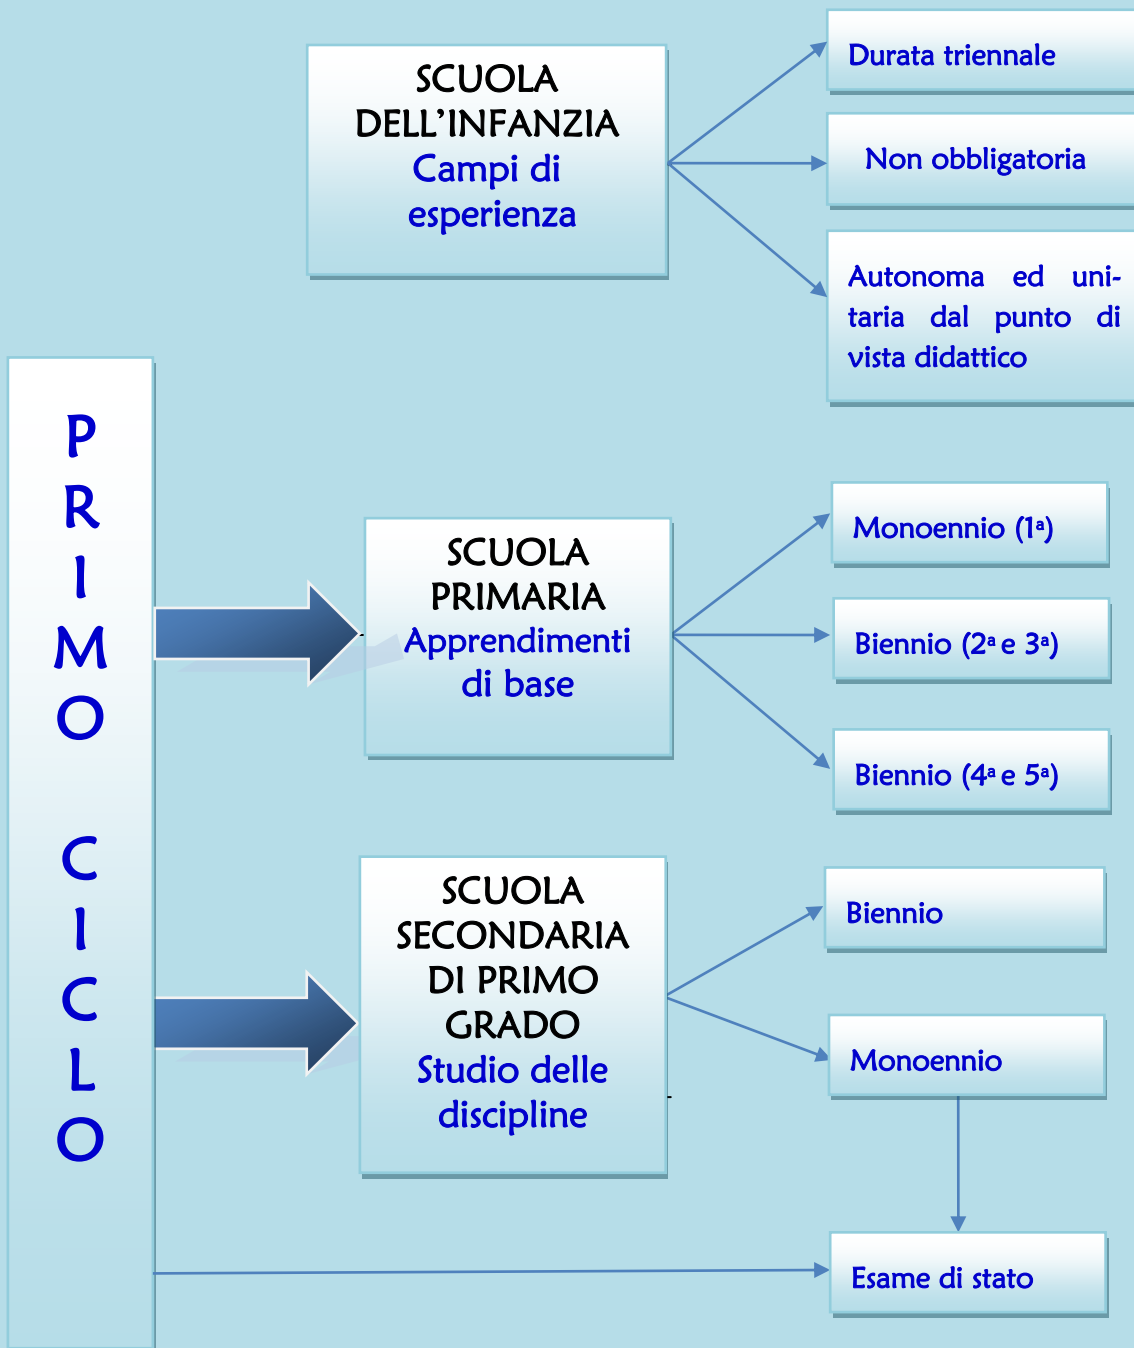 SCUOLA
DELL’INFANZIA
Campi di
esperienza
Durata triennale
Non obbligatoria
Autonoma ed uni-
taria dal punto di
vista didattico
P
R
I
M
O
C
I
C
L
O
SCUOLA
PRIMARIA
Apprendimenti
di base
Monoennio (1ª)
Biennio (2ª e 3ª)
Biennio (4ª e 5ª)
SCUOLA
SECONDARIA
DI PRIMO
GRADO
Studio delle
discipline
Biennio
Monoennio
Esame di stato